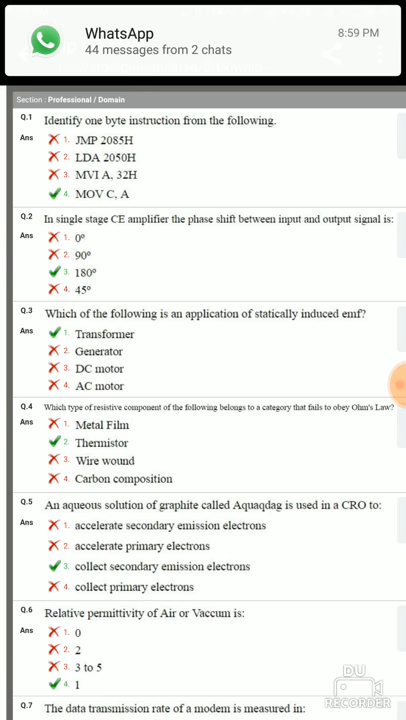 WhatsApp
8:59 PM
44 messages from 2 chats
Section : Professional / Domain
Q.1 Identify one byte instruction from the following.
Ans 1. JMP 2085H
2. LDA 2050H
3. MVI A, 32H
4. MOV C, A
Q.2 In single stage CE amplifier the phase shift between input and output signal is:
Ans 1. 0º
2. 90º
3. 180º
4. 45º
Q.3 Which of the following is an application of statically induced emf?
Ans 1. Transformer
2. Generator
3. DC motor
4. AC motor
Q.4 Which type of resistive component of the following belongs to a category that fails to obey Ohm's Law?
Ans 1. Metal Film
2. Thermistor
3. Wire wound
4. Carbon composition
Q.5 An aqueous solution of graphite called Aquaqdag is used in a CRO to:
Ans 1. accelerate secondary emission electrons
2. accelerate primary electrons
3. collect secondary emission electrons
4. collect primary electrons
Q.6 Relative permittivity of Air or Vaccum is:
Ans 1. 0
2. 2
3. 3 to 5
4. 1
DU
RECORDER
Q.7 The data transmission rate of a modem is measured in: